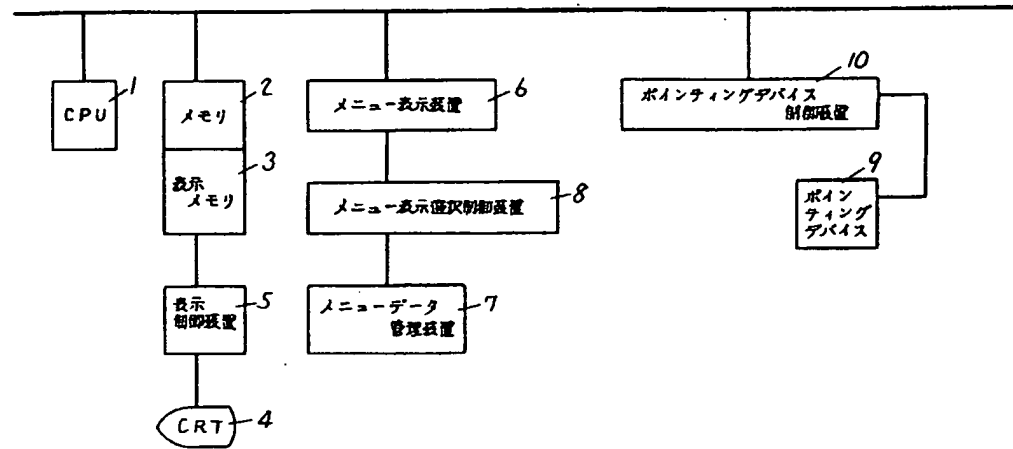 1
CPU
2
メモリ
3
表示
メモリ
5
表示
制御装置
CRT 4
6
メニュー表示装置
8
メニュー表示選択制御装置
メニューデータ
管理装置
7
10
ポインティングデバイス
制御装置
9
ポイン
ティング
デバイス